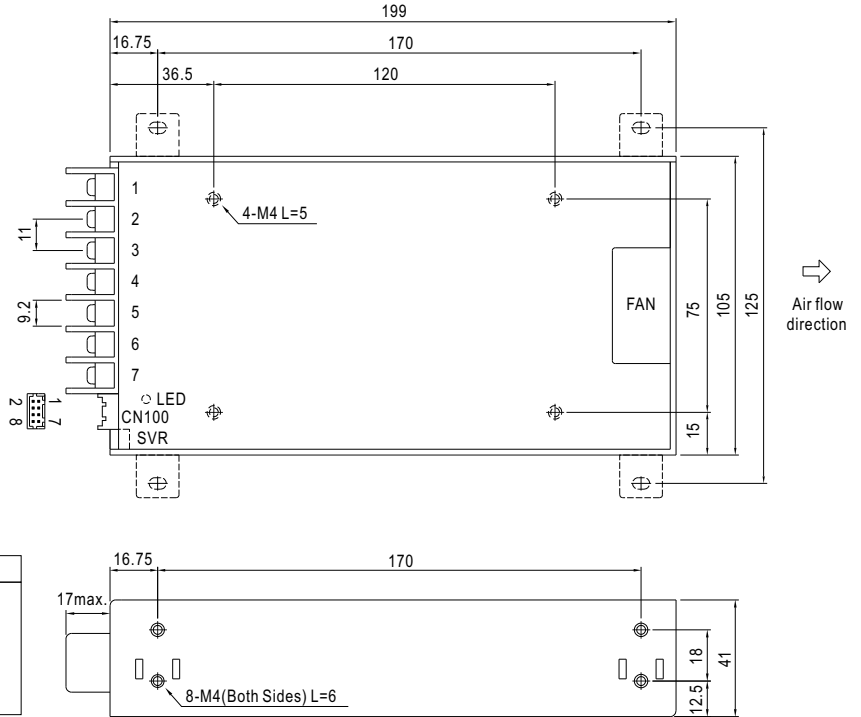 199
16.75
170
36.5
120
1
2
3
4
5
6
7
11
9.2
4-M4 L=5
FAN
75
105
125
15
Air flow
direction
LED
CN100
SVR
1 7
2 8
16.75
170
17max.
18
41
12.5
8-M4(Both Sides) L=6